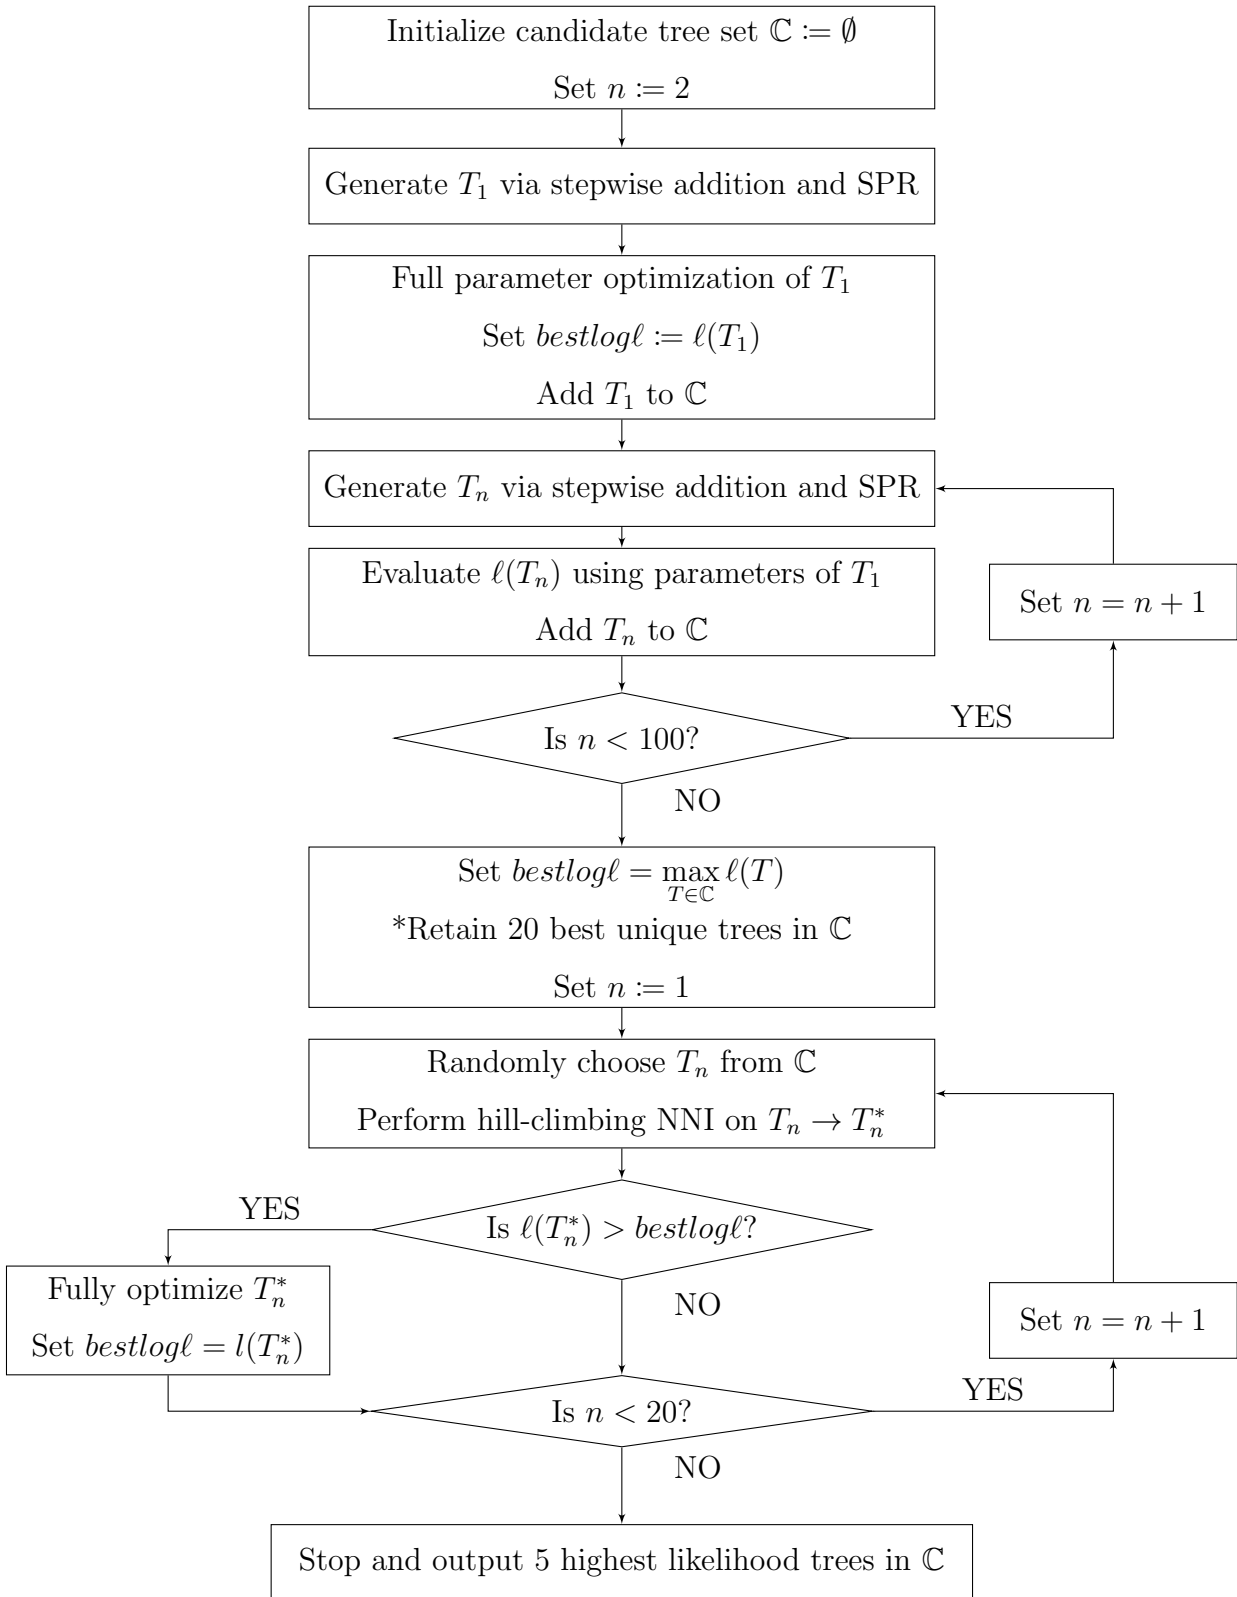 Initialize candidate tree set ℂ := ∅
Set n := 2
Generate T₁ via stepwise addition and SPR
Full parameter optimization of T₁
Set bestlogℓ := ℓ(T₁)
Add T₁ to ℂ
Generate Tₙ via stepwise addition and SPR
Evaluate ℓ(Tₙ) using parameters of T₁
Add Tₙ to ℂ
Set n = n + 1
Is n < 100?
YES
NO
Set bestlogℓ = max ℓ(T)
T∈ℂ
*Retain 20 best unique trees in ℂ
Set n := 1
Randomly choose Tₙ from ℂ
Perform hill-climbing NNI on Tₙ → Tₙ*
YES
Is ℓ(Tₙ*) > bestlogℓ?
NO
Fully optimize Tₙ*
Set bestlogℓ = l(Tₙ*)
Set n = n + 1
Is n < 20?
YES
NO
Stop and output 5 highest likelihood trees in ℂ